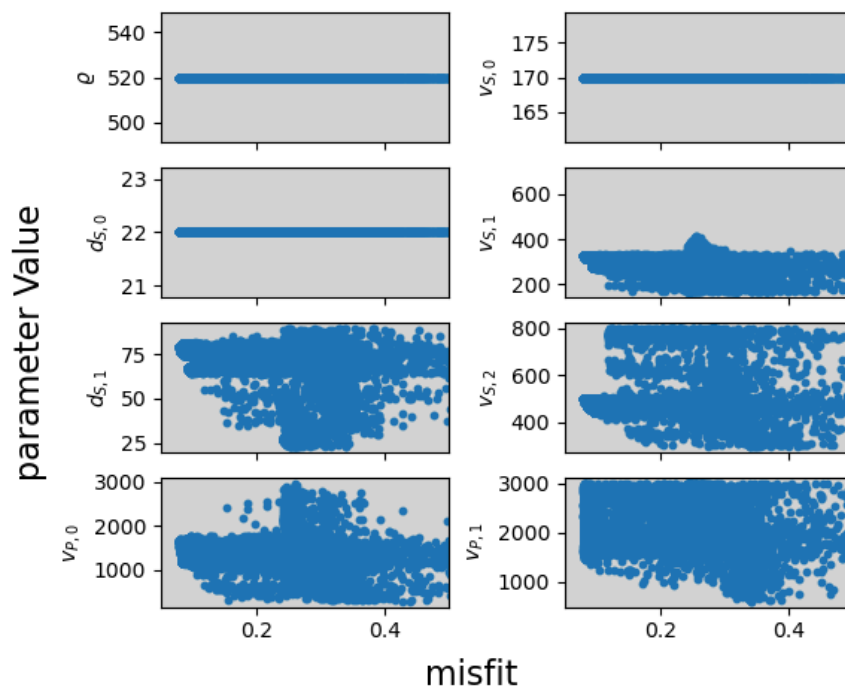 540
520
500
ϱ
175
170
165
v_{S,0}
23
22
21
d_{S,0}
600
400
200
v_{S,1}
75
50
25
d_{S,1}
800
600
400
v_{S,2}
3000
2000
1000
v_{P,0}
3000
2000
1000
v_{P,1}
0.2 0.4
0.2 0.4
parameter Value
misfit